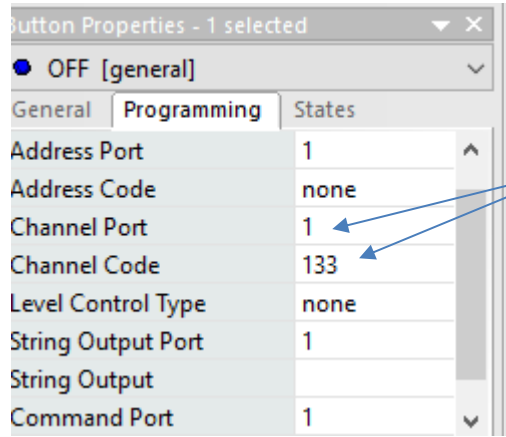 Button Properties - 1 selected
OFF [general]
General Programming States
Address Port 1
Address Code none
Channel Port 1
Channel Code 133
Level Control Type none
String Output Port 1
String Output
Command Port 1